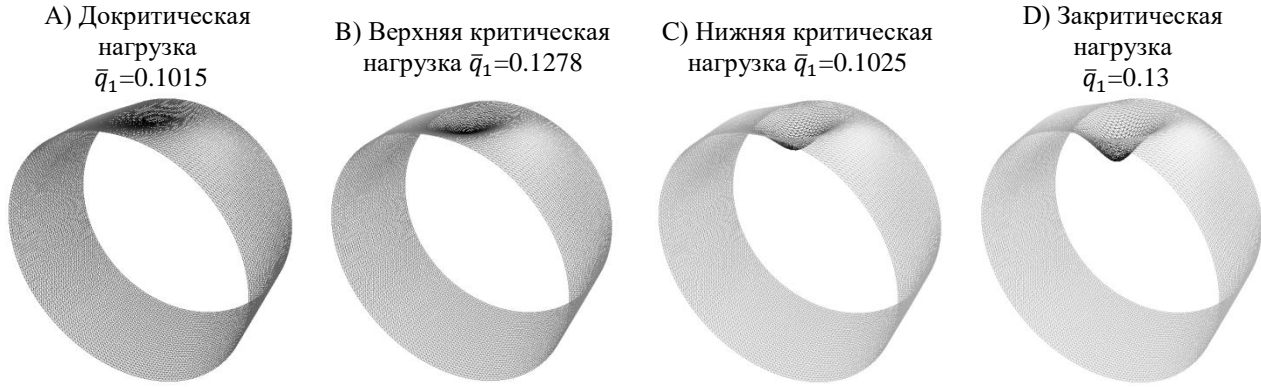 A) Докритическая
нагрузка
q̄₁=0.1015
B) Верхняя критическая
нагрузка q̄₁=0.1278
C) Нижняя критическая
нагрузка q̄₁=0.1025
D) Закритическая
нагрузка
q̄₁=0.13